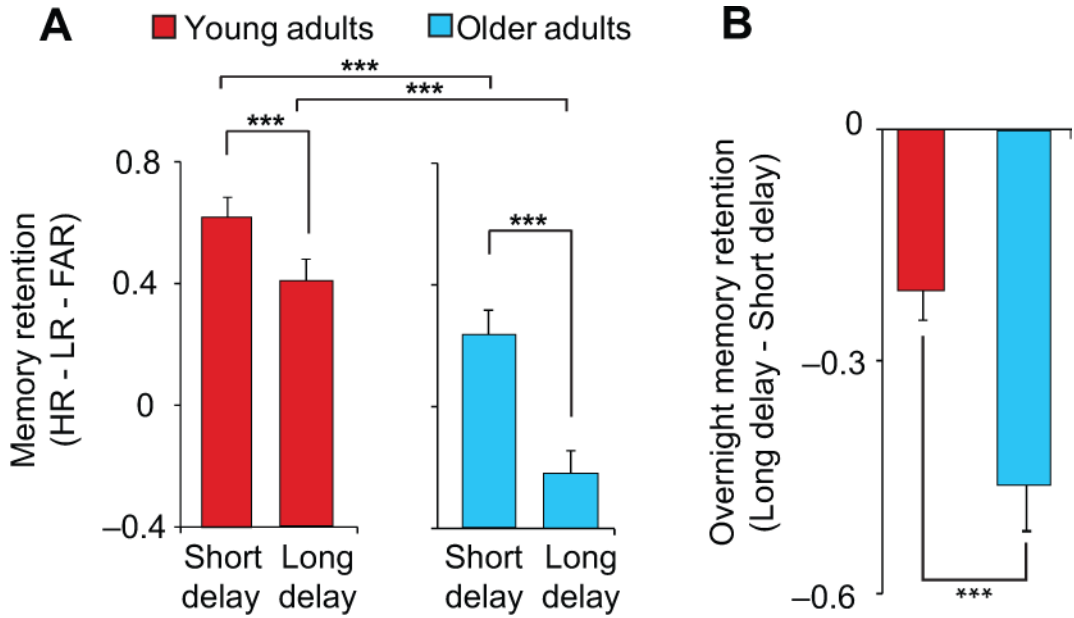 A
Young adults
Older adults
B
***
***
***
***
Memory retention
(HR - LR - FAR)
0.8
0.4
0
−0.4
Short
delay
Long
delay
Short
delay
Long
delay
Overnight memory retention
(Long delay - Short delay)
0
−0.3
−0.6
***